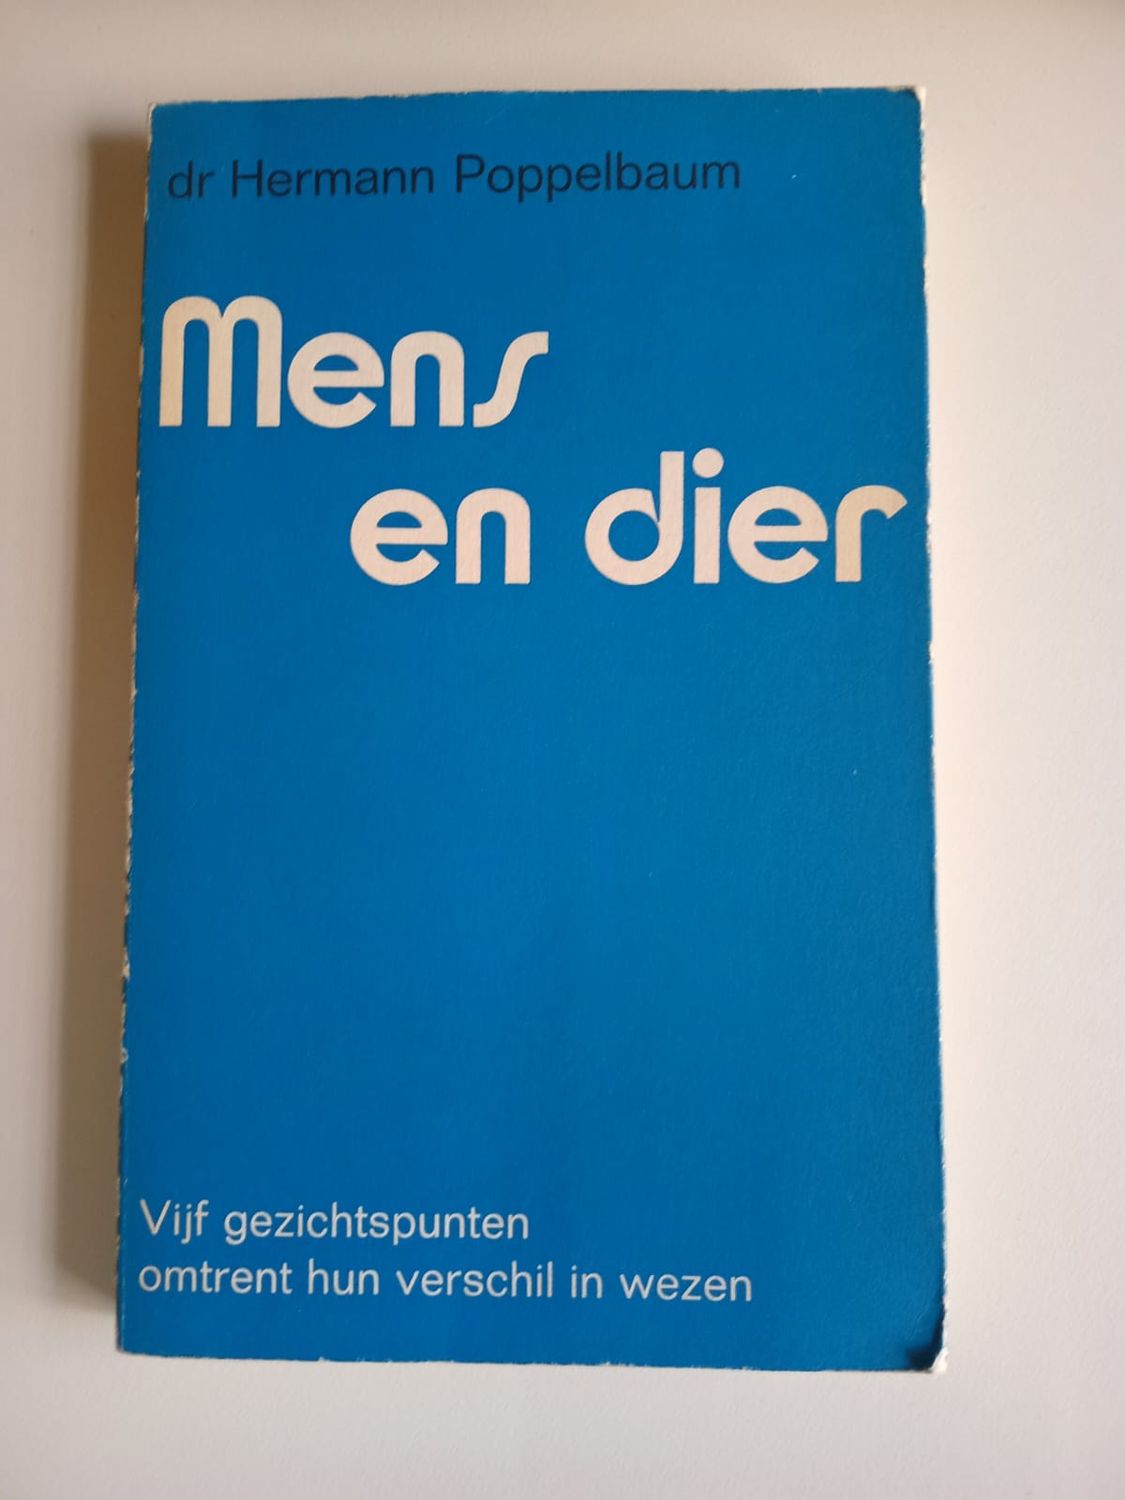 dr Hermann Poppelbaum
Mens
en dier
Vijf gezichtspunten
omtrent hun verschil in wezen